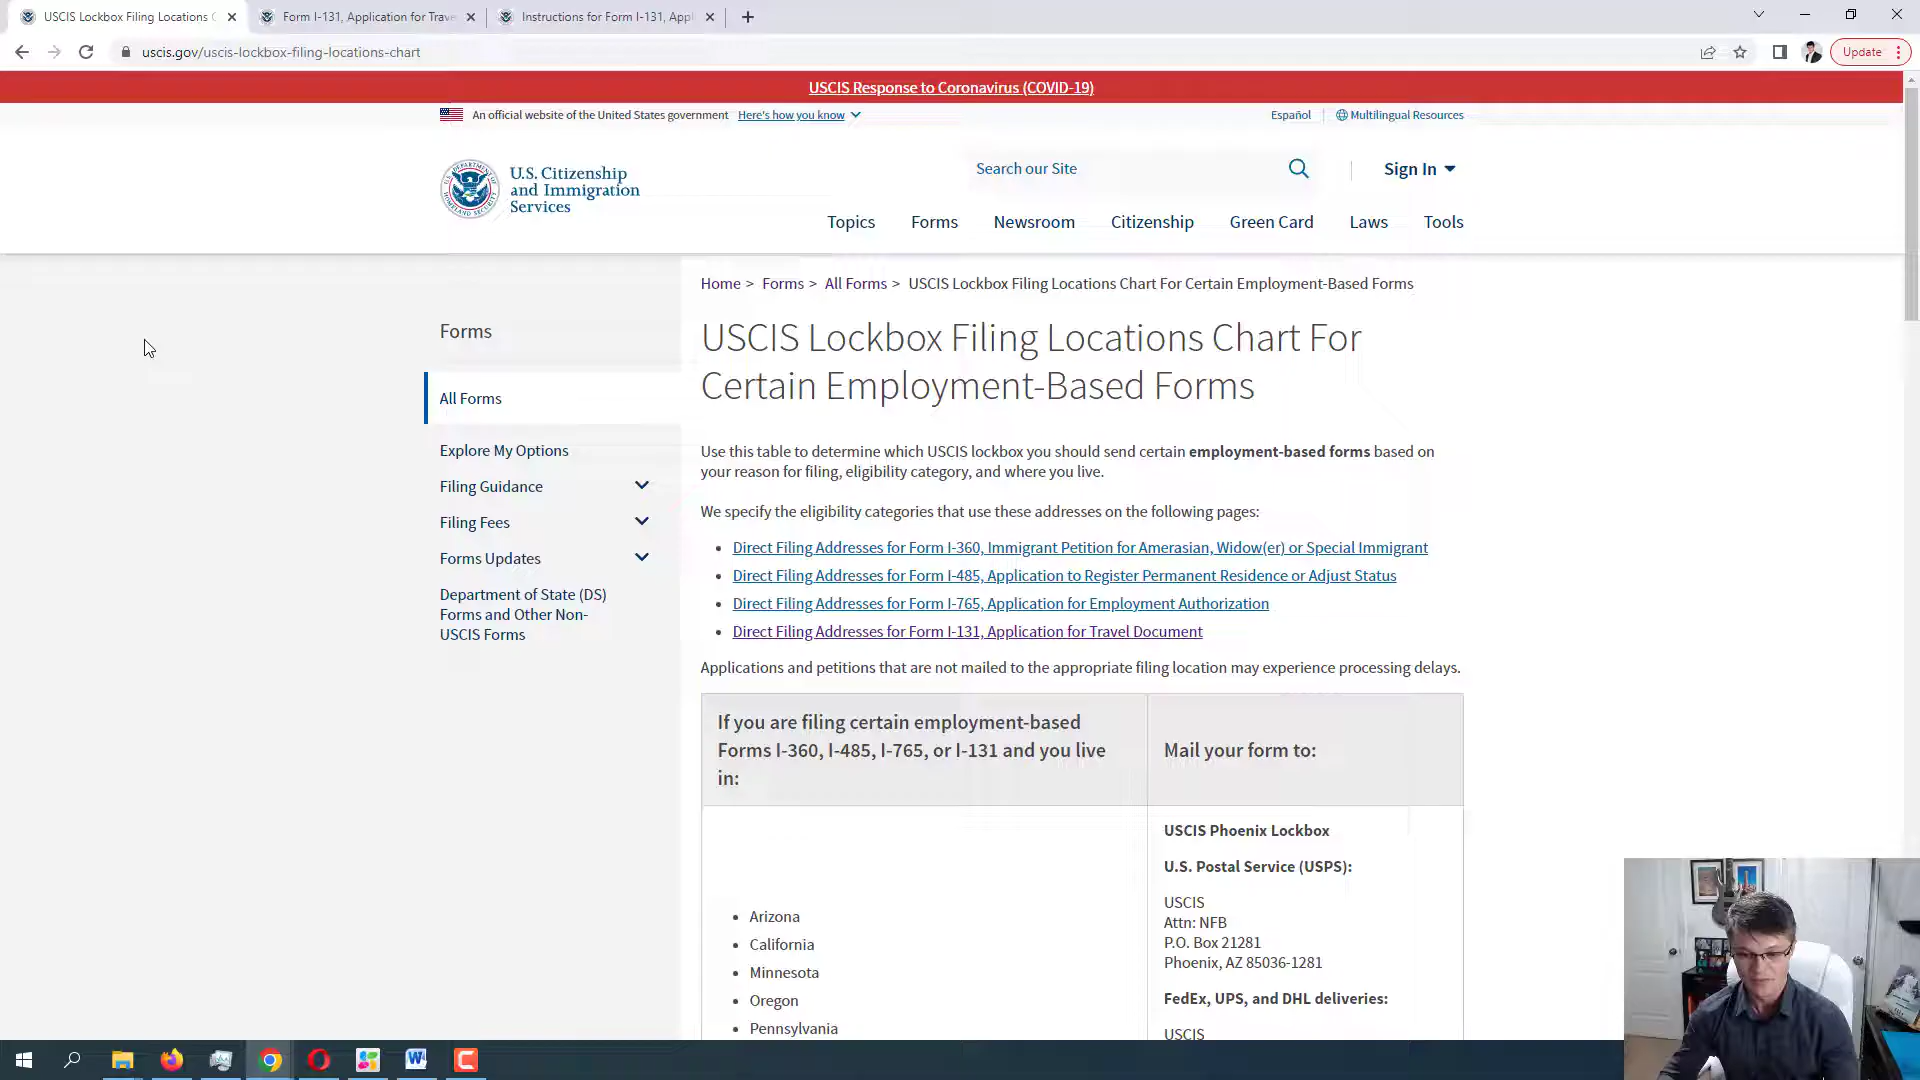 USCIS Lockbox Filing Locations C
Form I-131, Application for Trave
Instructions for Form I-131, Appl
uscis.gov/uscis-lockbox-filing-locations-chart
Update
USCIS Response to Coronavirus (COVID-19)
An official website of the United States government Here's how you know
Español
Multilingual Resources
U.S. Citizenship
and Immigration
Services
Search our Site
Sign In
Topics
Forms
Newsroom
Citizenship
Green Card
Laws
Tools
Home > Forms > All Forms > USCIS Lockbox Filing Locations Chart For Certain Employment-Based Forms
Forms
All Forms
Explore My Options
Filing Guidance
Filing Fees
Forms Updates
Department of State (DS)
Forms and Other Non-
USCIS Forms
USCIS Lockbox Filing Locations Chart For
Certain Employment-Based Forms
Use this table to determine which USCIS lockbox you should send certain employment-based forms based on
your reason for filing, eligibility category, and where you live.
We specify the eligibility categories that use these addresses on the following pages:
• Direct Filing Addresses for Form I-360, Immigrant Petition for Amerasian, Widow(er) or Special Immigrant
• Direct Filing Addresses for Form I-485, Application to Register Permanent Residence or Adjust Status
• Direct Filing Addresses for Form I-765, Application for Employment Authorization
• Direct Filing Addresses for Form I-131, Application for Travel Document
Applications and petitions that are not mailed to the appropriate filing location may experience processing delays.
If you are filing certain employment-based
Forms I-360, I-485, I-765, or I-131 and you live
in:
Mail your form to:
• Arizona
• California
• Minnesota
• Oregon
• Pennsylvania
USCIS Phoenix Lockbox
U.S. Postal Service (USPS):
USCIS
Attn: NFB
P.O. Box 21281
Phoenix, AZ 85036-1281
FedEx, UPS, and DHL deliveries:
USCIS